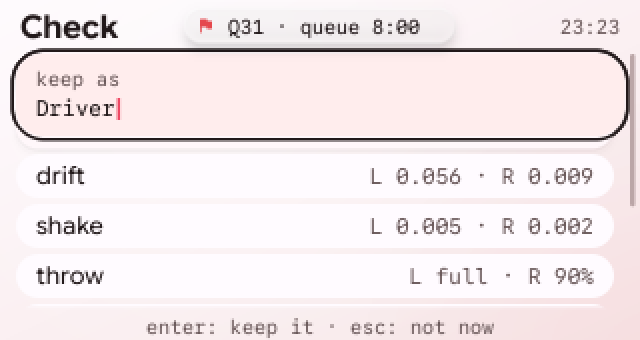 Check
Q31 · queue 8:00
23:23
keep as
Driver
drift L 0.056 · R 0.009
shake L 0.005 · R 0.002
throw L full · R 90%
enter: keep it · esc: not now